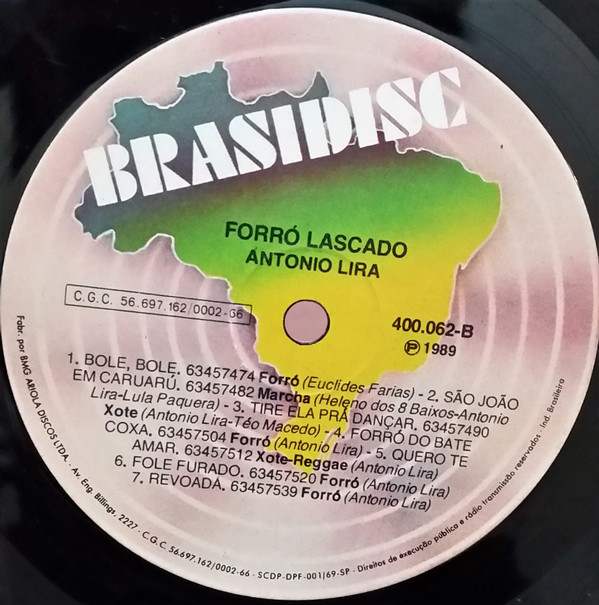 BRASIDISC
FORRÓ LASCADO
ANTONIO LIRA
C.G.C. 56.697.162/0002-66
400.062-B
Ⓟ 1989
1. BOLE, BOLE. 63457474 Forró (Euclides Farias) - 2. SÃO JOÃO
EM CARUARÚ. 63457482 Marcha (Heleno dos 8 Baixos-Antonio
Lira-Lula Paquera) - 3. TIRE ELA PRÁ DANÇAR. 63457490
Xote (Antonio Lira-Téo Macedo) - 4. FORRÓ DO BATE
COXA. 63457504 Forró (Antonio Lira) - 5. QUERO TE
AMAR. 63457512 Xote-Reggae (Antonio Lira)
6. FOLE FURADO. 63457520 Forró (Antonio Lira)
7. REVOADA. 63457539 Forró (Antonio Lira)
Fabr. por BMG ARIOLA DISCOS LTDA. - Av. Eng. Billings, 2227 - C.G.C. 56.697.162/0002-66 - SCDP-DPF-001/69-SP - Direitos de execução pública e rádio transmissão reservados - Ind. Brasileira